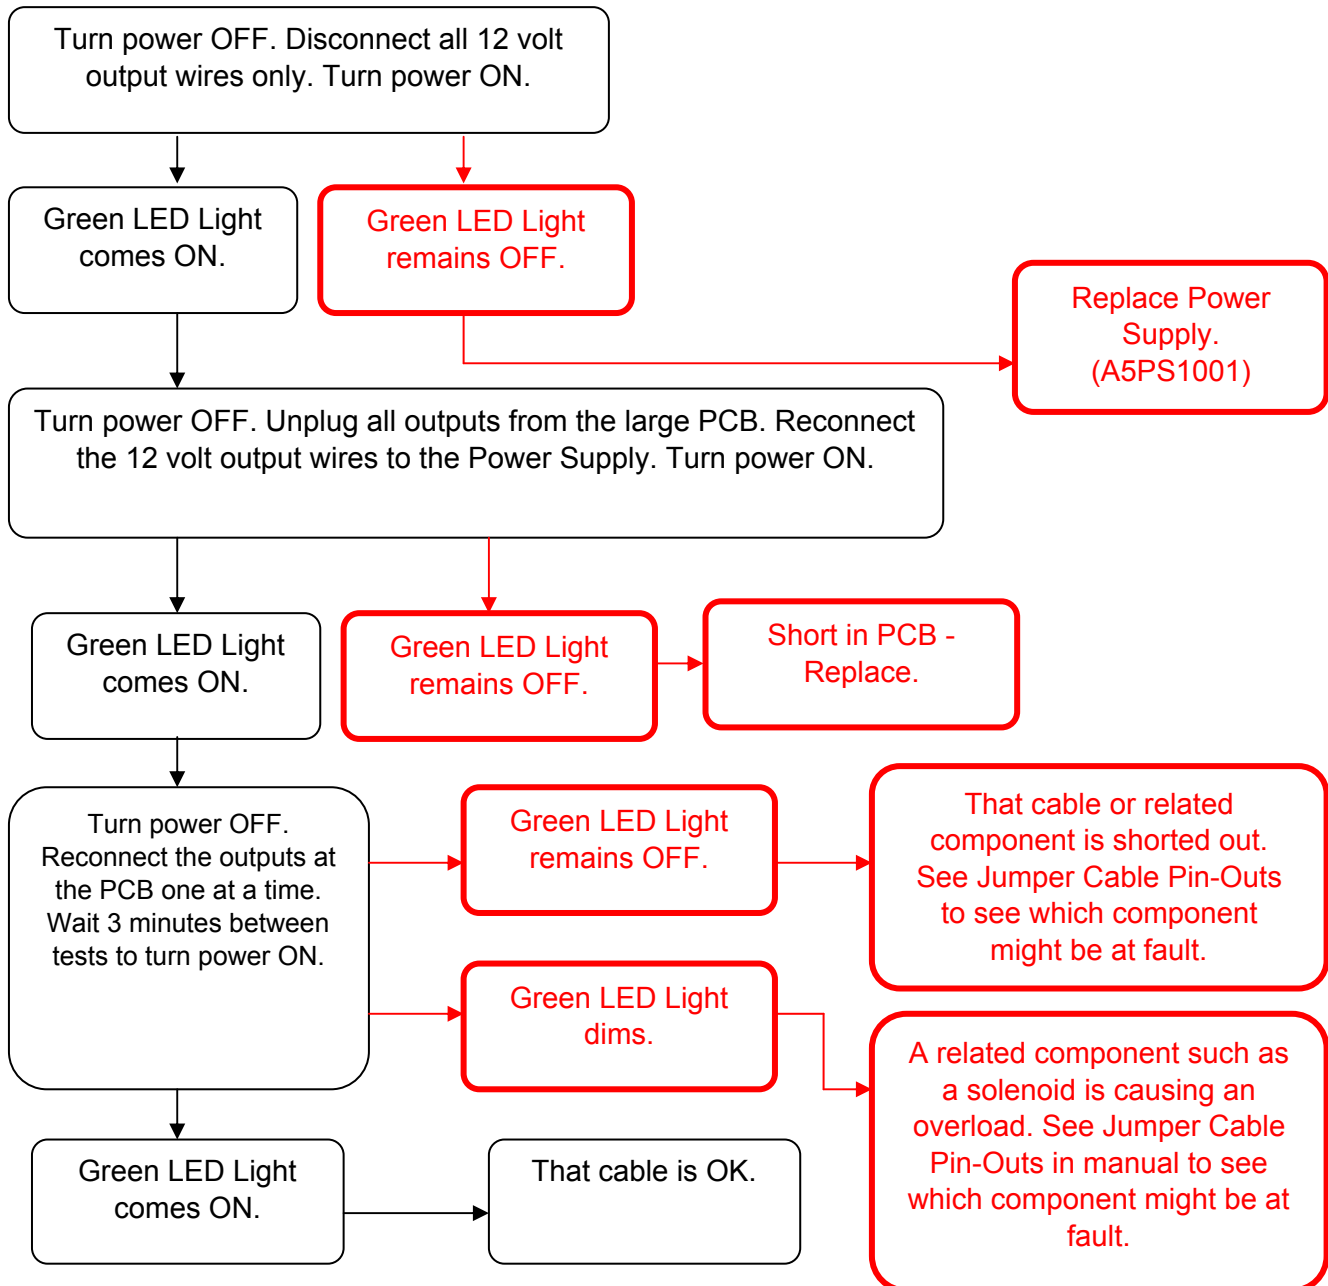 Turn power OFF. Disconnect all 12 volt
output wires only. Turn power ON.
Green LED Light
comes ON.
Green LED Light
remains OFF.
Replace Power
Supply.
(A5PS1001)
Turn power OFF. Unplug all outputs from the large PCB. Reconnect
the 12 volt output wires to the Power Supply. Turn power ON.
Green LED Light
comes ON.
Green LED Light
remains OFF.
Short in PCB -
Replace.
Turn power OFF.
Reconnect the outputs at
the PCB one at a time.
Wait 3 minutes between
tests to turn power ON.
Green LED Light
remains OFF.
That cable or related
component is shorted out.
See Jumper Cable Pin-Outs
to see which component
might be at fault.
Green LED Light
dims.
A related component such as
a solenoid is causing an
overload. See Jumper Cable
Pin-Outs in manual to see
which component might be at
fault.
Green LED Light
comes ON.
That cable is OK.